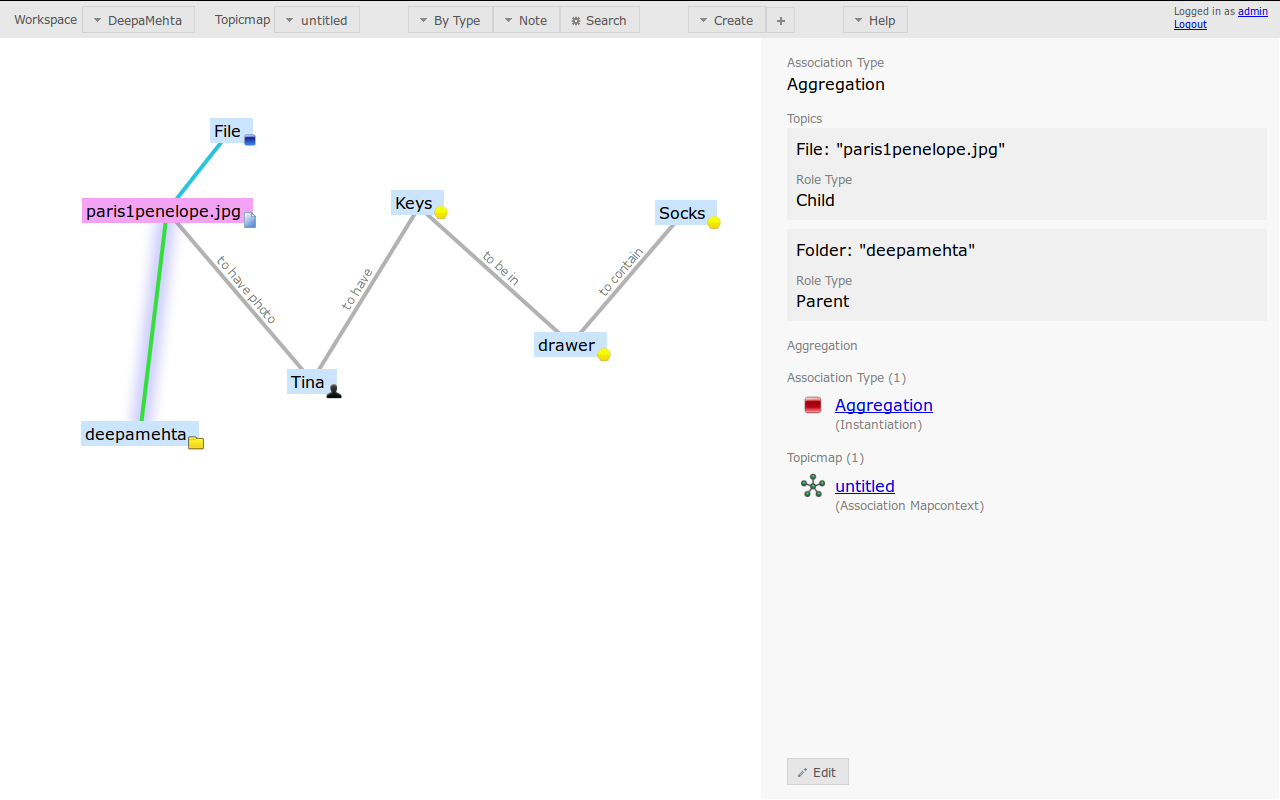 Workspace DeepaMehta Topicmap untitled By Type Note Search Create + Help
Logged in as admin
Logout
File
paris1penelope.jpg
Keys
Socks
to have photo
to have
to be in
to contain
drawer
Tina
deepamehta
Association Type
Aggregation
Topics
File: "paris1penelope.jpg"
Role Type
Child
Folder: "deepamehta"
Role Type
Parent
Aggregation
Association Type (1)
Aggregation
(Instantiation)
Topicmap (1)
untitled
(Association Mapcontext)
Edit